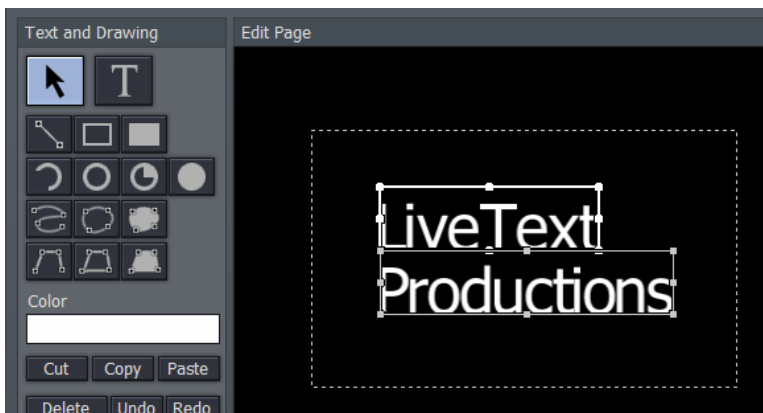 Text and Drawing
Edit Page
T
LiveText
Productions
Color
Cut Copy Paste
Delete Undo Redo